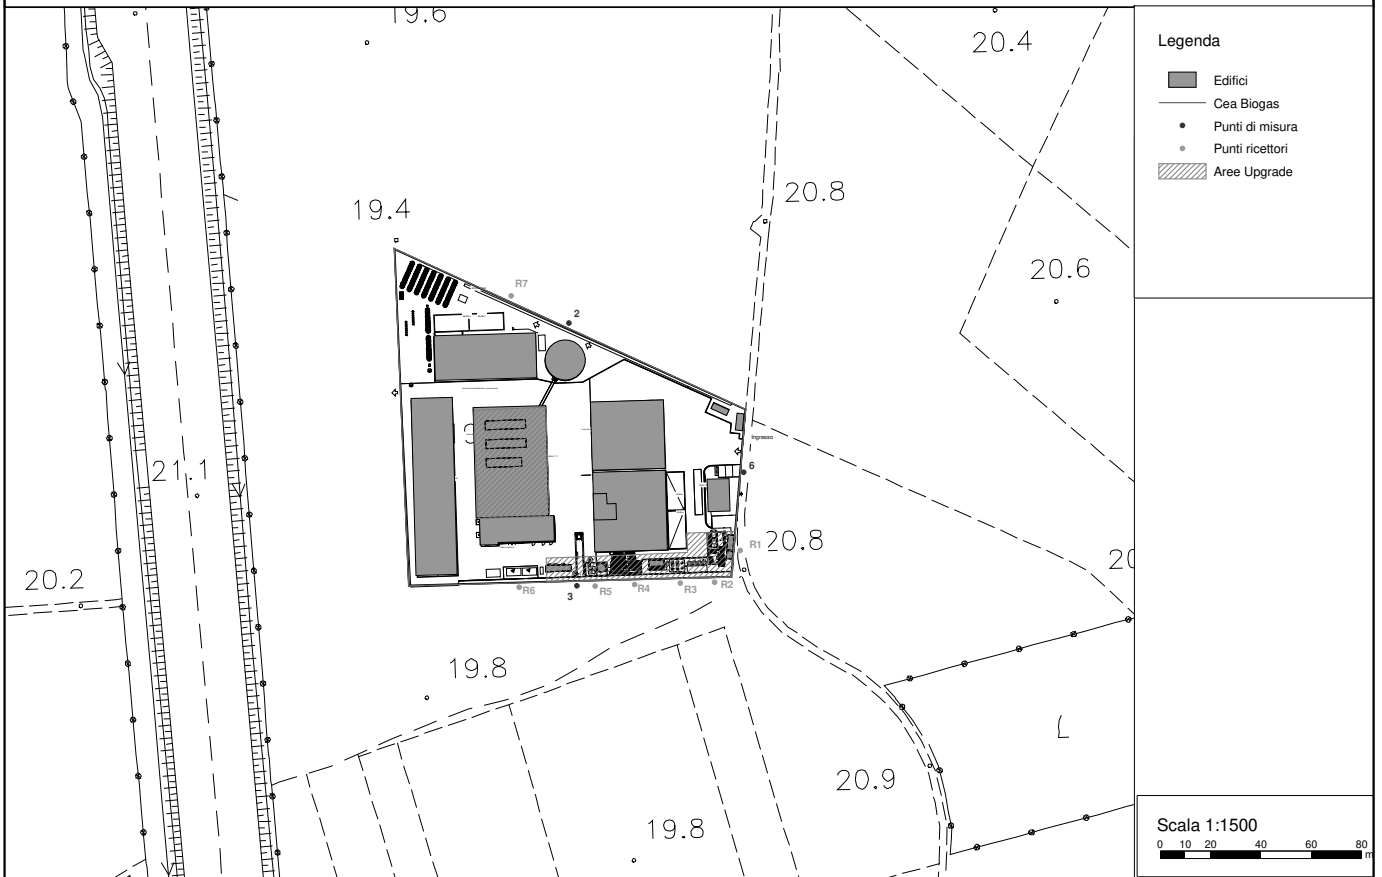 19.6
20.4
Legenda
Edifici
Cea Biogas
Punti di misura
Punti ricettori
Aree Upgrade
20.8
19.4
20.6
R7
2
Ingresso
6
21.1
20.8
R1
20.2
R6
3
R5
R4
R3
R2
19.8
20.9
19.8
Scala 1:1500
0 10 20 40 60 80
m